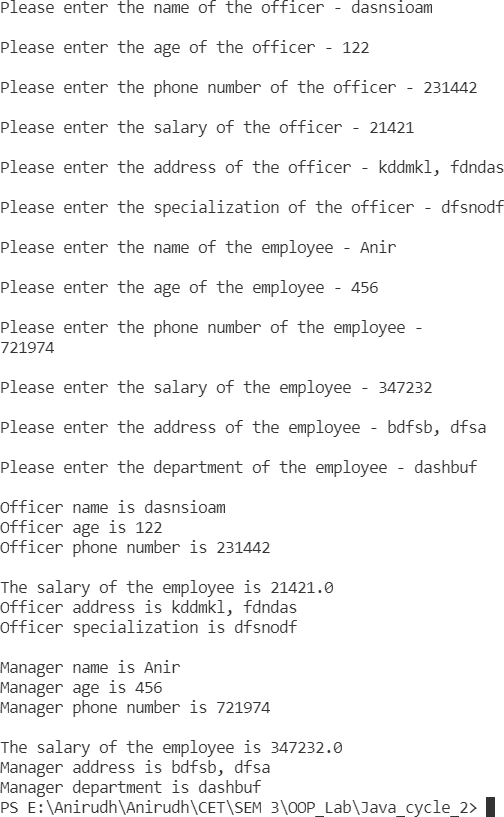 Please enter the name of the officer - dasnsioam
Please enter the age of the officer - 122
Please enter the phone number of the officer - 231442
Please enter the salary of the officer - 21421
Please enter the address of the officer - kddmkl, fdndas
Please enter the specialization of the officer - dfsnodf
Please enter the name of the employee - Anir
Please enter the age of the employee - 456
Please enter the phone number of the employee -
721974
Please enter the salary of the employee - 347232
Please enter the address of the employee - bdfsb, dfsa
Please enter the department of the employee - dashbuf
Officer name is dasnsioam
Officer age is 122
Officer phone number is 231442
The salary of the employee is 21421.0
Officer address is kddmkl, fdndas
Officer specialization is dfsnodf
Manager name is Anir
Manager age is 456
Manager phone number is 721974
The salary of the employee is 347232.0
Manager address is bdfsb, dfsa
Manager department is dashbuf
PS E:\Anirudh\Anirudh\CET\SEM 3\OOP_Lab\Java_cycle_2>